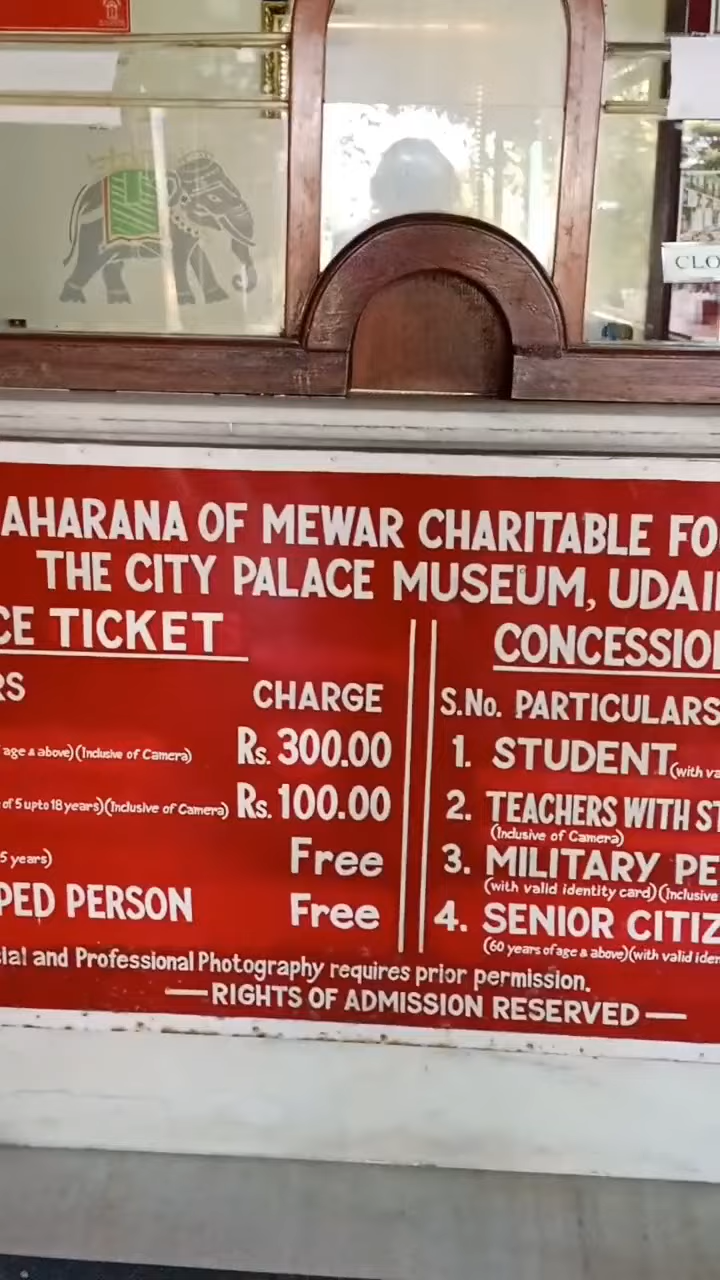 CLO
AHARANA OF MEWAR CHARITABLE FO
THE CITY PALACE MUSEUM, UDAI
CE TICKET
RS CHARGE
age & above) (Inclusive of Camera) Rs. 300.00
of 5 upto 18 years) (Inclusive of Camera) Rs. 100.00
5 years) Free
PED PERSON Free
CONCESSIO
S.No. PARTICULARS
1. STUDENT (with va
2. TEACHERS WITH ST
(Inclusive of Camera)
3. MILITARY PE
(with valid identity card) (Inclusive
4. SENIOR CITIZ
(60 years of age & above) (with valid iden
ial and Professional Photography requires prior permission.
— RIGHTS OF ADMISSION RESERVED —